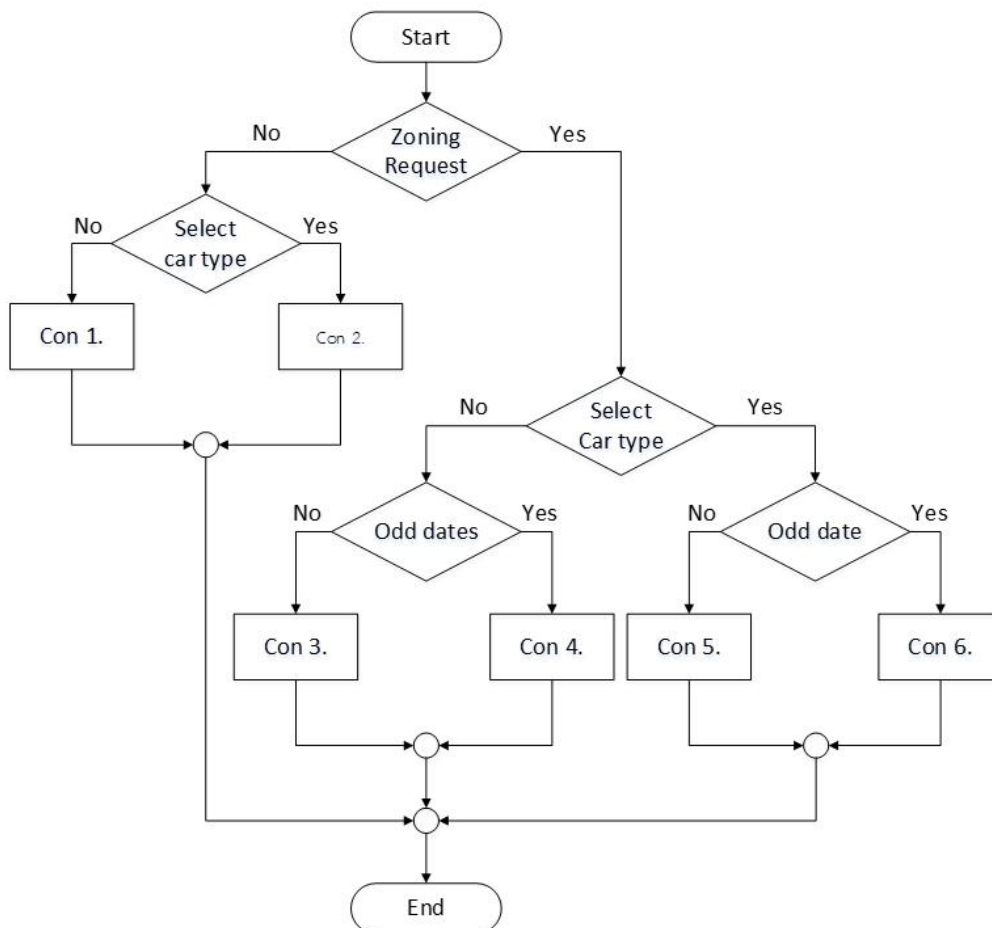 Start
No
Zoning
Request
Yes
No
Select
car type
Yes
Con 1.
Con 2.
No
Select
Car type
Yes
No
Odd dates
Yes
No
Odd date
Yes
Con 3.
Con 4.
Con 5.
Con 6.
End